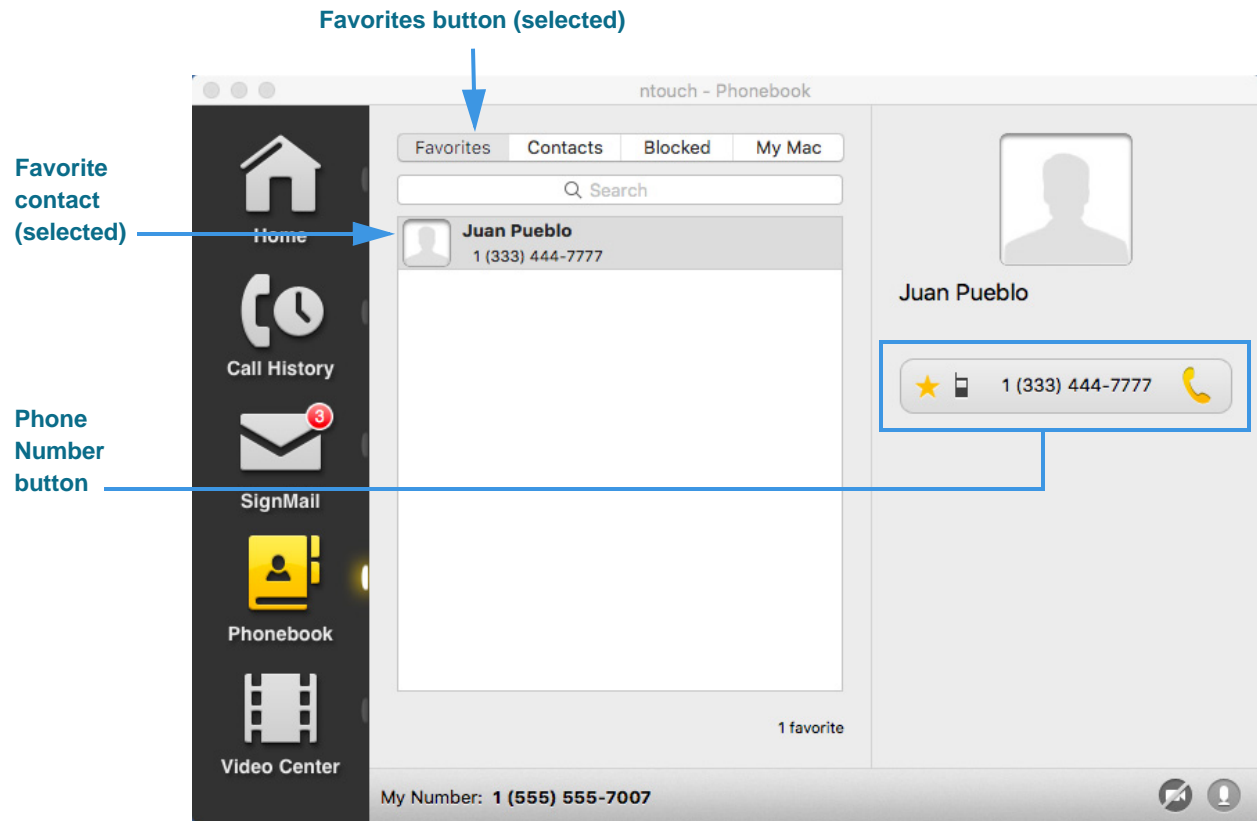 Favorites button (selected)
ntouch - Phonebook
Favorite
contact
(selected)
Phone
Number
button
Home
Call History
3
SignMail
Phonebook
Video Center
Favorites Contacts Blocked My Mac
Search
Juan Pueblo
1 (333) 444-7777
1 favorite
Juan Pueblo
1 (333) 444-7777
My Number: 1 (555) 555-7007